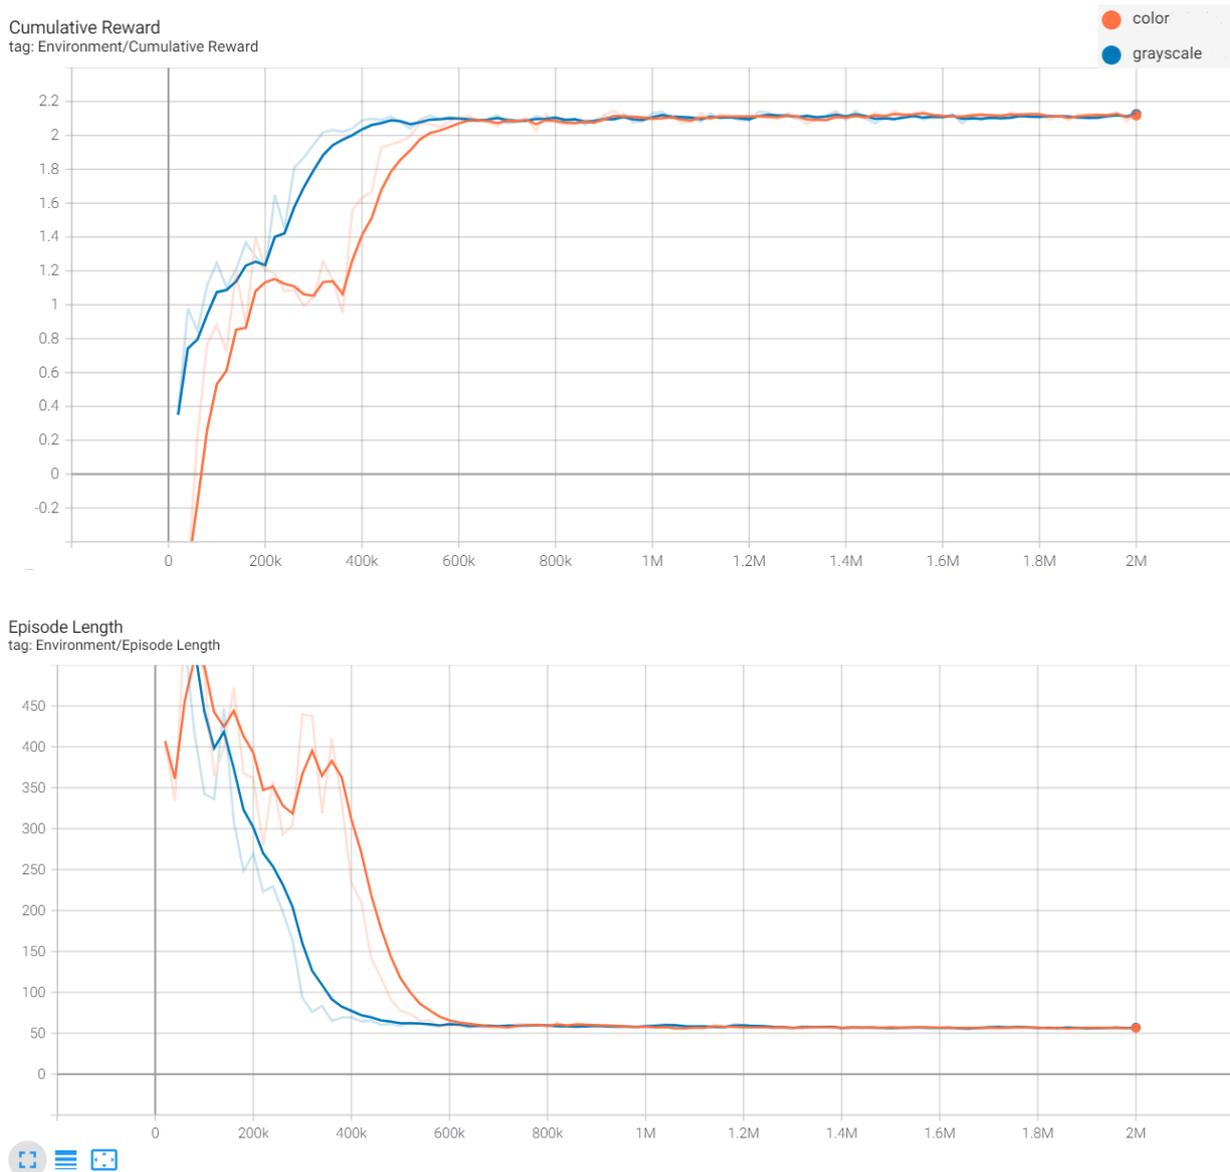 Cumulative Reward
tag: Environment/Cumulative Reward
color
grayscale
2.2
2
1.8
1.6
1.4
1.2
1
0.8
0.6
0.4
0.2
0
-0.2
0 200k 400k 600k 800k 1M 1.2M 1.4M 1.6M 1.8M 2M
Episode Length
tag: Environment/Episode Length
450
400
350
300
250
200
150
100
50
0
0 200k 400k 600k 800k 1M 1.2M 1.4M 1.6M 1.8M 2M